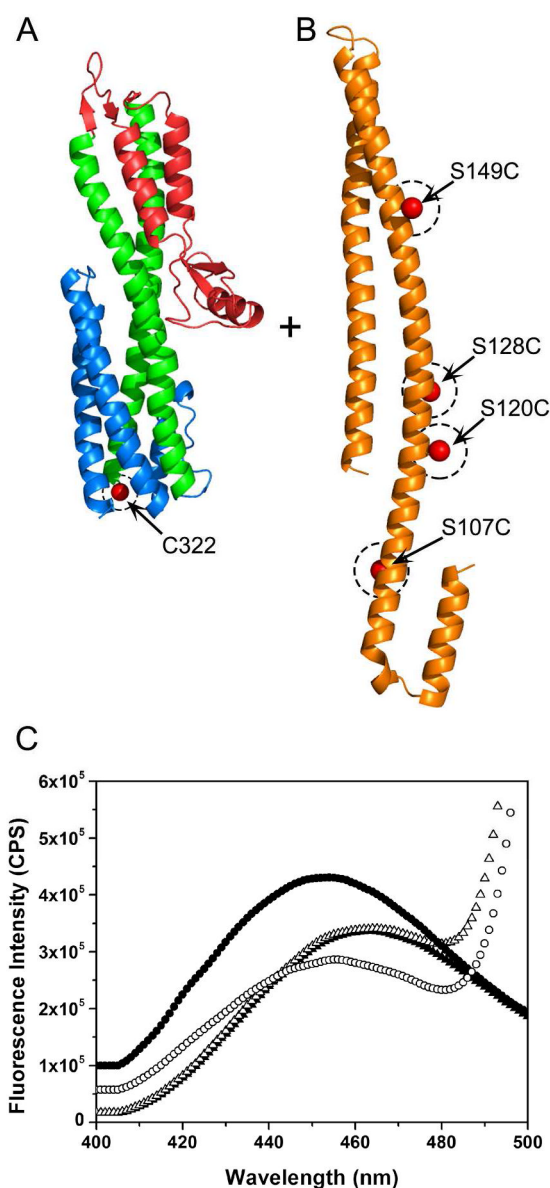 A
B
S149C
+
S128C
S120C
S107C
C322
C
Fluorescence Intensity (CPS)
6x10⁵
5x10⁵
4x10⁵
3x10⁵
2x10⁵
1x10⁵
0
400 420 440 460 480 500
Wavelength (nm)